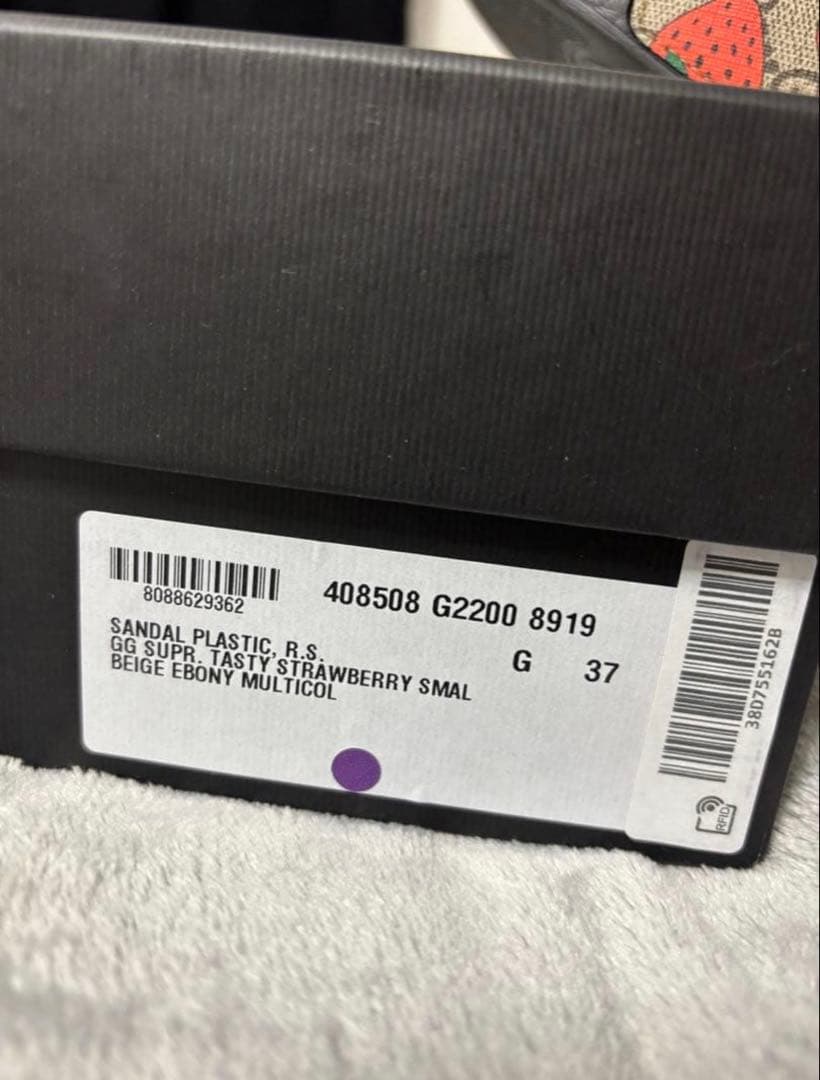 8088629362
408508 G2200 8919
SANDAL PLASTIC, R.S.
G 37
GG SUPR. TASTY STRAWBERRY SMAL
BEIGE EBONY MULTICOL
38D755162B
RFID